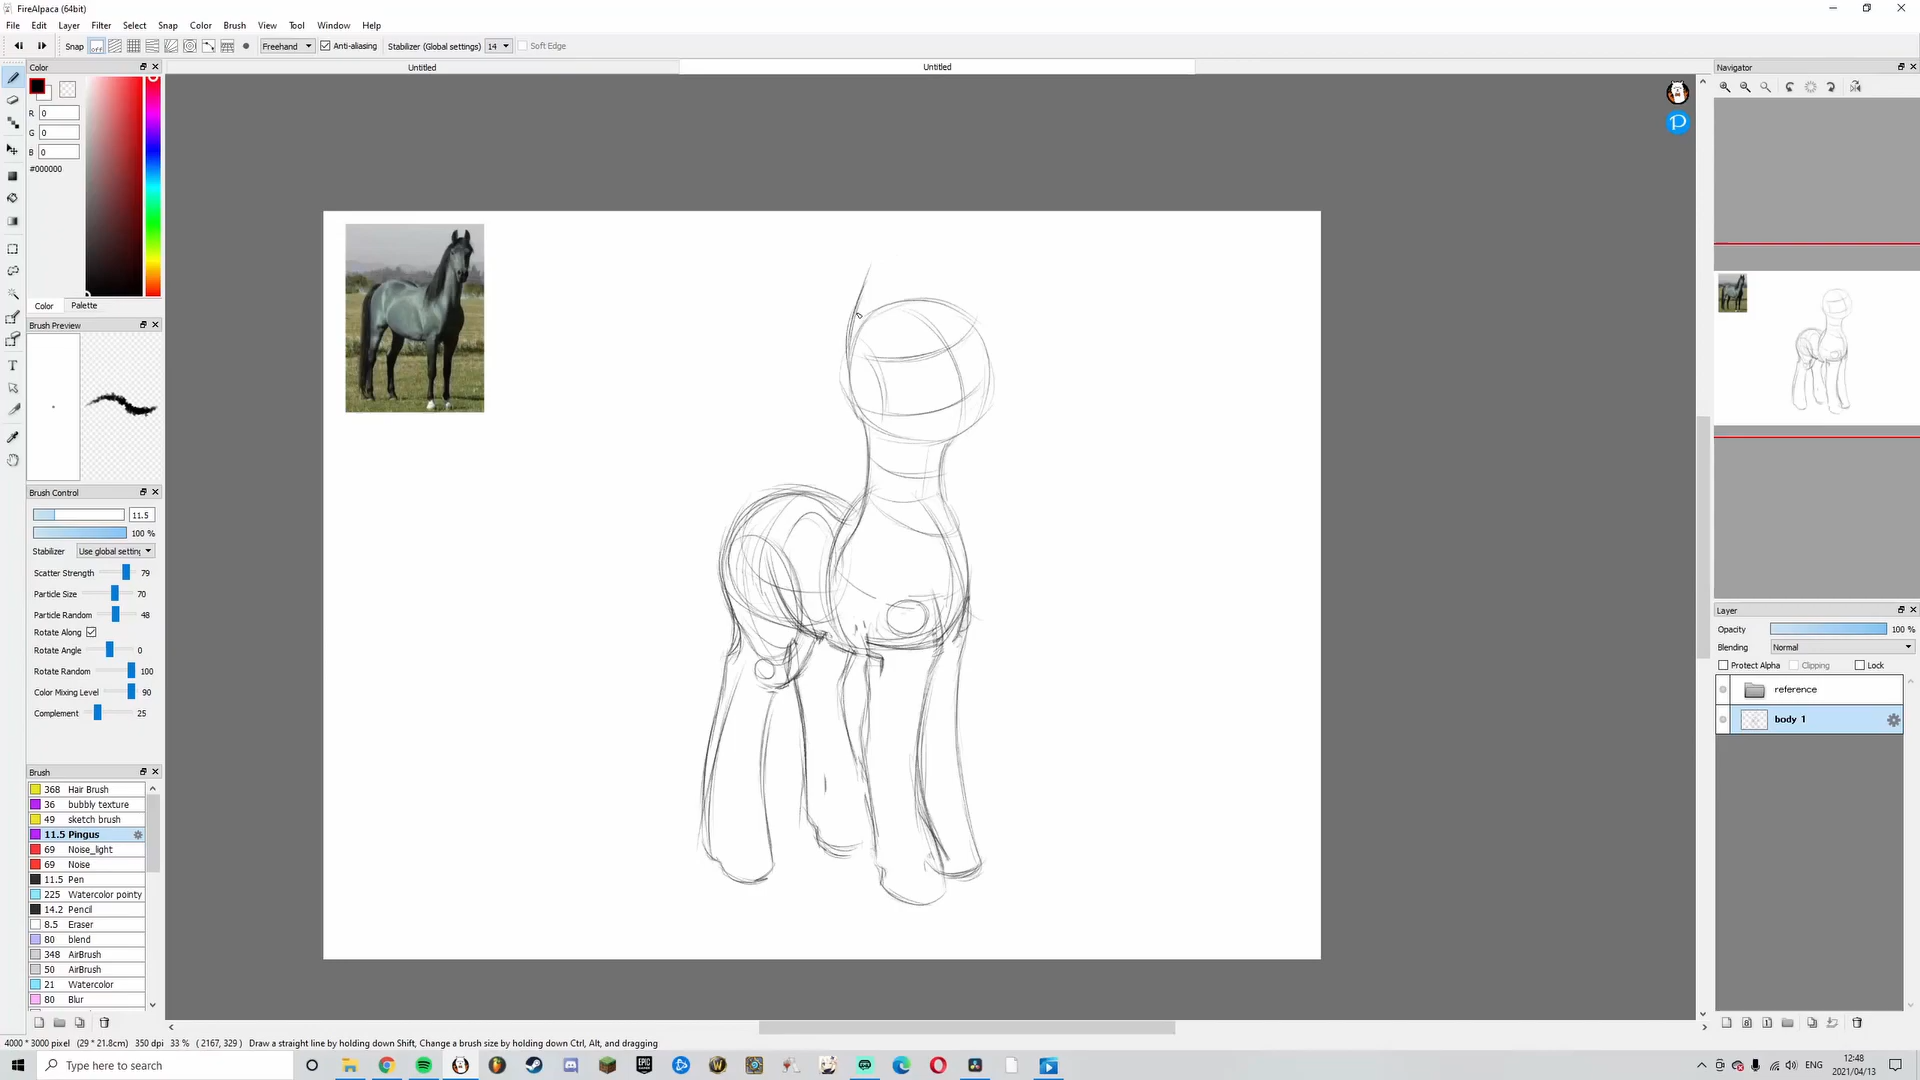 FireAlpaca (64bit)
File Edit Layer Filter Select Snap Color Brush View Tool Window Help
Snap off Freehand Anti-aliasing Stabilizer (Global settings) 14 Soft Edge
Color
Untitled
Untitled
Navigator
R 0
G 0
B 0
#000000
Color Palette
Brush Preview
Brush Control
11.5
100 %
Stabilizer Use global setting
Scatter Strength 79
Particle Size 70
Particle Random 48
Rotate Along
Rotate Angle 0
Rotate Random 100
Color Mixing Level 90
Complement 25
Brush
368 Hair Brush
36 bubbly texture
49 sketch brush
11.5 Pingus
69 Noise_light
69 Noise
11.5 Pen
225 Watercolor pointy
14.2 Pencil
8.5 Eraser
80 blend
348 AirBrush
50 AirBrush
21 Watercolor
80 Blur
Layer
Opacity 100 %
Blending Normal
Protect Alpha Clipping Lock
reference
body 1
4000 * 3000 pixel (29 * 21.8cm) 350 dpi 33 % ( 2167, 329 ) Draw a straight line by holding down Shift, Change a brush size by holding down Ctrl, Alt, and dragging
Type here to search
EPIC
ENG
12:48
2021/04/13